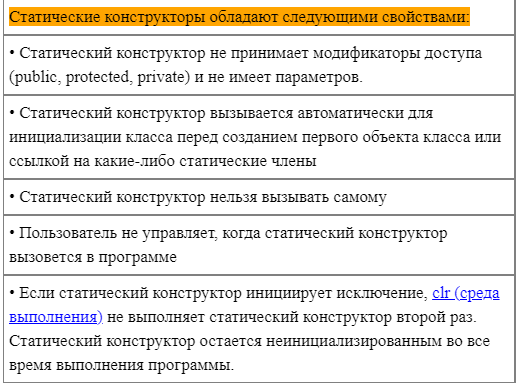 Статические конструкторы обладают следующими свойствами:
• Статический конструктор не принимает модификаторы доступа
(public, protected, private) и не имеет параметров.
• Статический конструктор вызывается автоматически для
инициализации класса перед созданием первого объекта класса или
ссылкой на какие-либо статические члены
• Статический конструктор нельзя вызывать самому
• Пользователь не управляет, когда статический конструктор
вызовется в программе
• Если статический конструктор инициирует исключение, clr (среда
выполнения) не выполняет статический конструктор второй раз.
Статический конструктор остается неинициализированным во все
время выполнения программы.